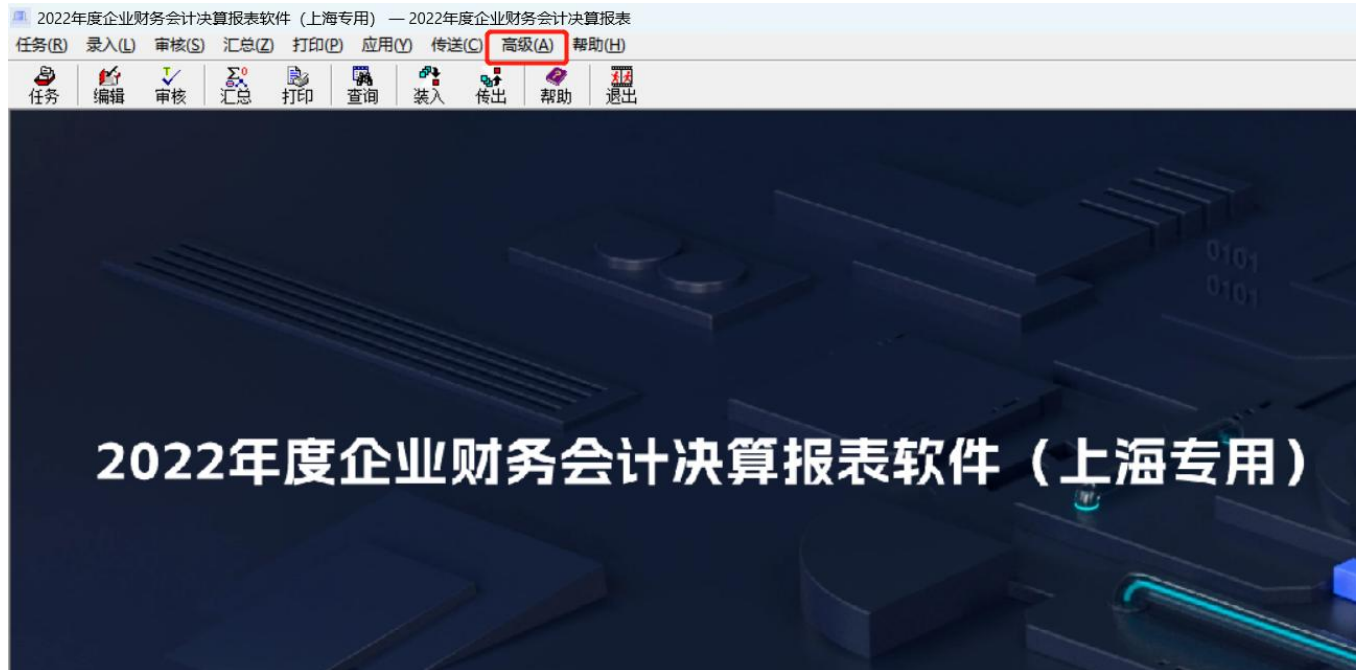 2022年度企业财务会计决算报表软件（上海专用） — 2022年度企业财务会计决算报表
任务(R) 录入(L) 审核(S) 汇总(Z) 打印(P) 应用(Y) 传送(C) 高级(A) 帮助(H)
任务 编辑 审核 汇总 打印 查询 装入 传出 帮助 退出
0101
0101
2022年度企业财务会计决算报表软件（上海专用）